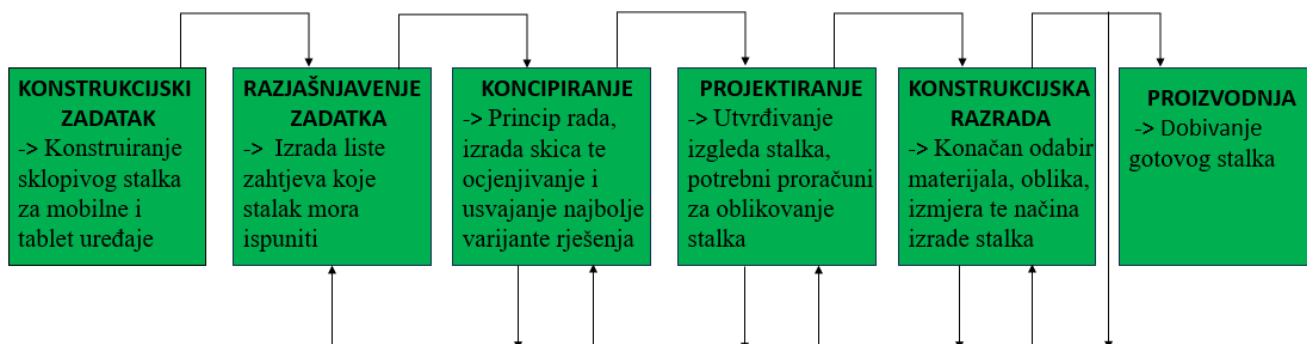 KONSTRUKCIJSKI
ZADATAK
-> Konstruiranje
sklopivog stalka
za mobilne i
tablet uređaje
RAZJAŠNJAVENJE
ZADATKA
-> Izrada liste
zahtjeva koje
stalak mora
ispuniti
KONCIPIRANJE
-> Princip rada,
izrada skica te
ocjenjivanje i
usvajanje najbolje
varijante rješenja
PROJEKTIRANJE
-> Utvrđivanje
izgleda stalka,
potrebni proračuni
za oblikovanje
stalka
KONSTRUKCIJSKA
RAZRADA
-> Konačan odabir
materijala, oblika,
izmjera te načina
izrade stalka
PROIZVODNJA
-> Dobivanje
gotovog stalka